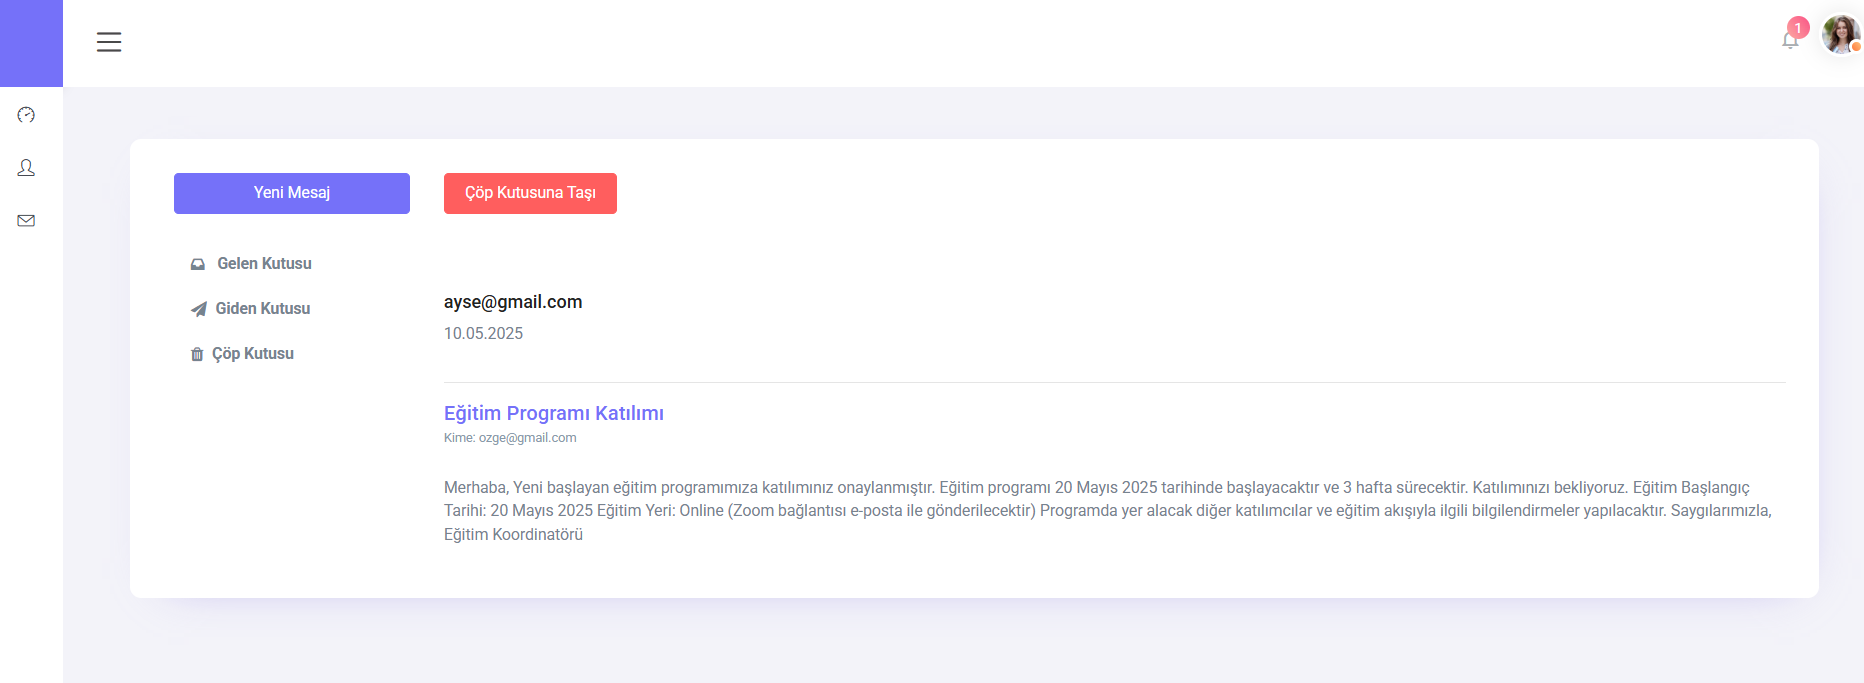 1
Yeni Mesaj
Çöp Kutusuna Taşı
Gelen Kutusu
Giden Kutusu
Çöp Kutusu
ayse@gmail.com
10.05.2025
Eğitim Programı Katılımı
Kime: ozge@gmail.com
Merhaba, Yeni başlayan eğitim programımıza katılımınız onaylanmıştır. Eğitim programı 20 Mayıs 2025 tarihinde başlayacaktır ve 3 hafta sürecektir. Katılımınızı bekliyoruz. Eğitim Başlangıç
Tarihi: 20 Mayıs 2025 Eğitim Yeri: Online (Zoom bağlantısı e-posta ile gönderilecektir) Programda yer alacak diğer katılımcılar ve eğitim akışıyla ilgili bilgilendirmeler yapılacaktır. Saygılarımızla,
Eğitim Koordinatörü